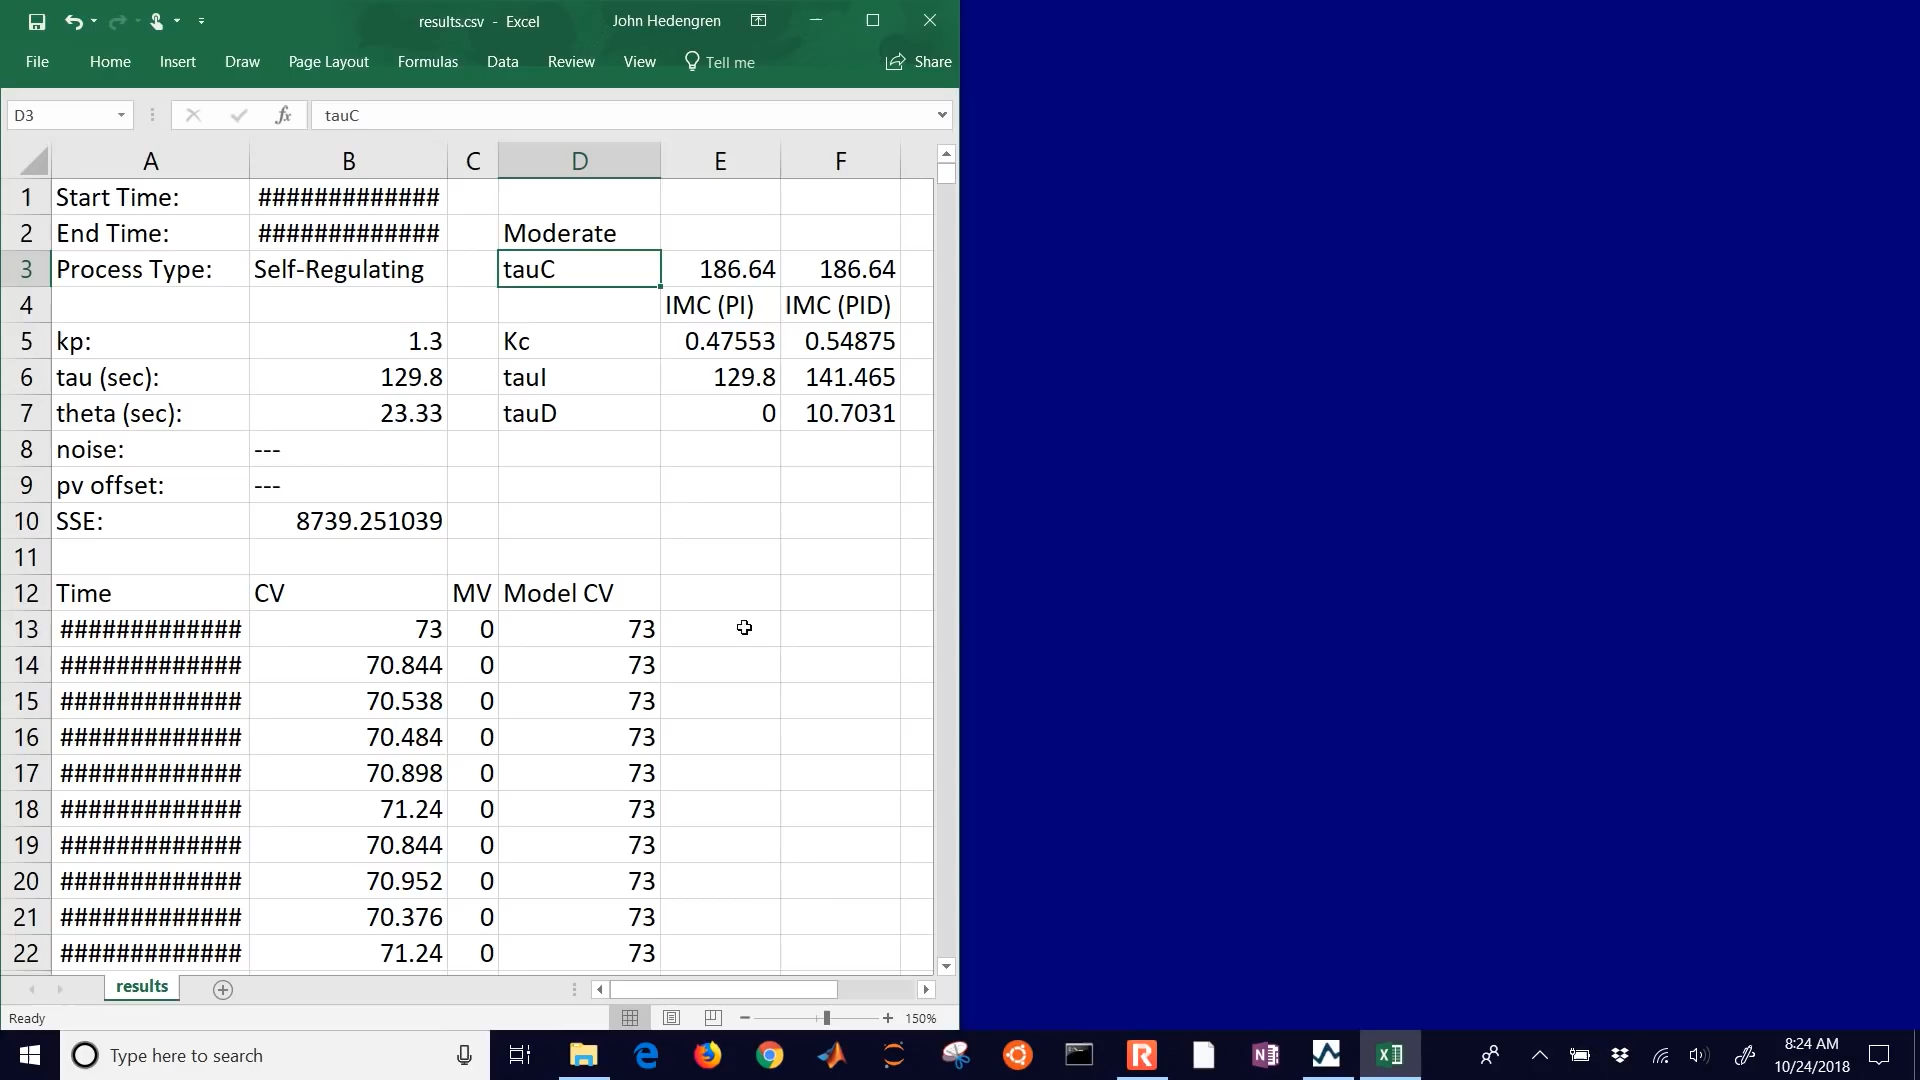 results.csv - Excel
John Hedengren
File Home Insert Draw Page Layout Formulas Data Review View Tell me Share
D3 fx tauC
A B C D E F
1 Start Time: #############
2 End Time: ############# Moderate
3 Process Type: Self-Regulating tauC 186.64 186.64
4 IMC (PI) IMC (PID)
5 kp: 1.3 Kc 0.47553 0.54875
6 tau (sec): 129.8 tauI 129.8 141.465
7 theta (sec): 23.33 tauD 0 10.7031
8 noise: ---
9 pv offset: ---
10 SSE: 8739.251039
11
12 Time CV MV Model CV
13 ############# 73 0 73
14 ############# 70.844 0 73
15 ############# 70.538 0 73
16 ############# 70.484 0 73
17 ############# 70.898 0 73
18 ############# 71.24 0 73
19 ############# 70.844 0 73
20 ############# 70.952 0 73
21 ############# 70.376 0 73
22 ############# 71.24 0 73
results
Ready 150%
Type here to search
8:24 AM
10/24/2018